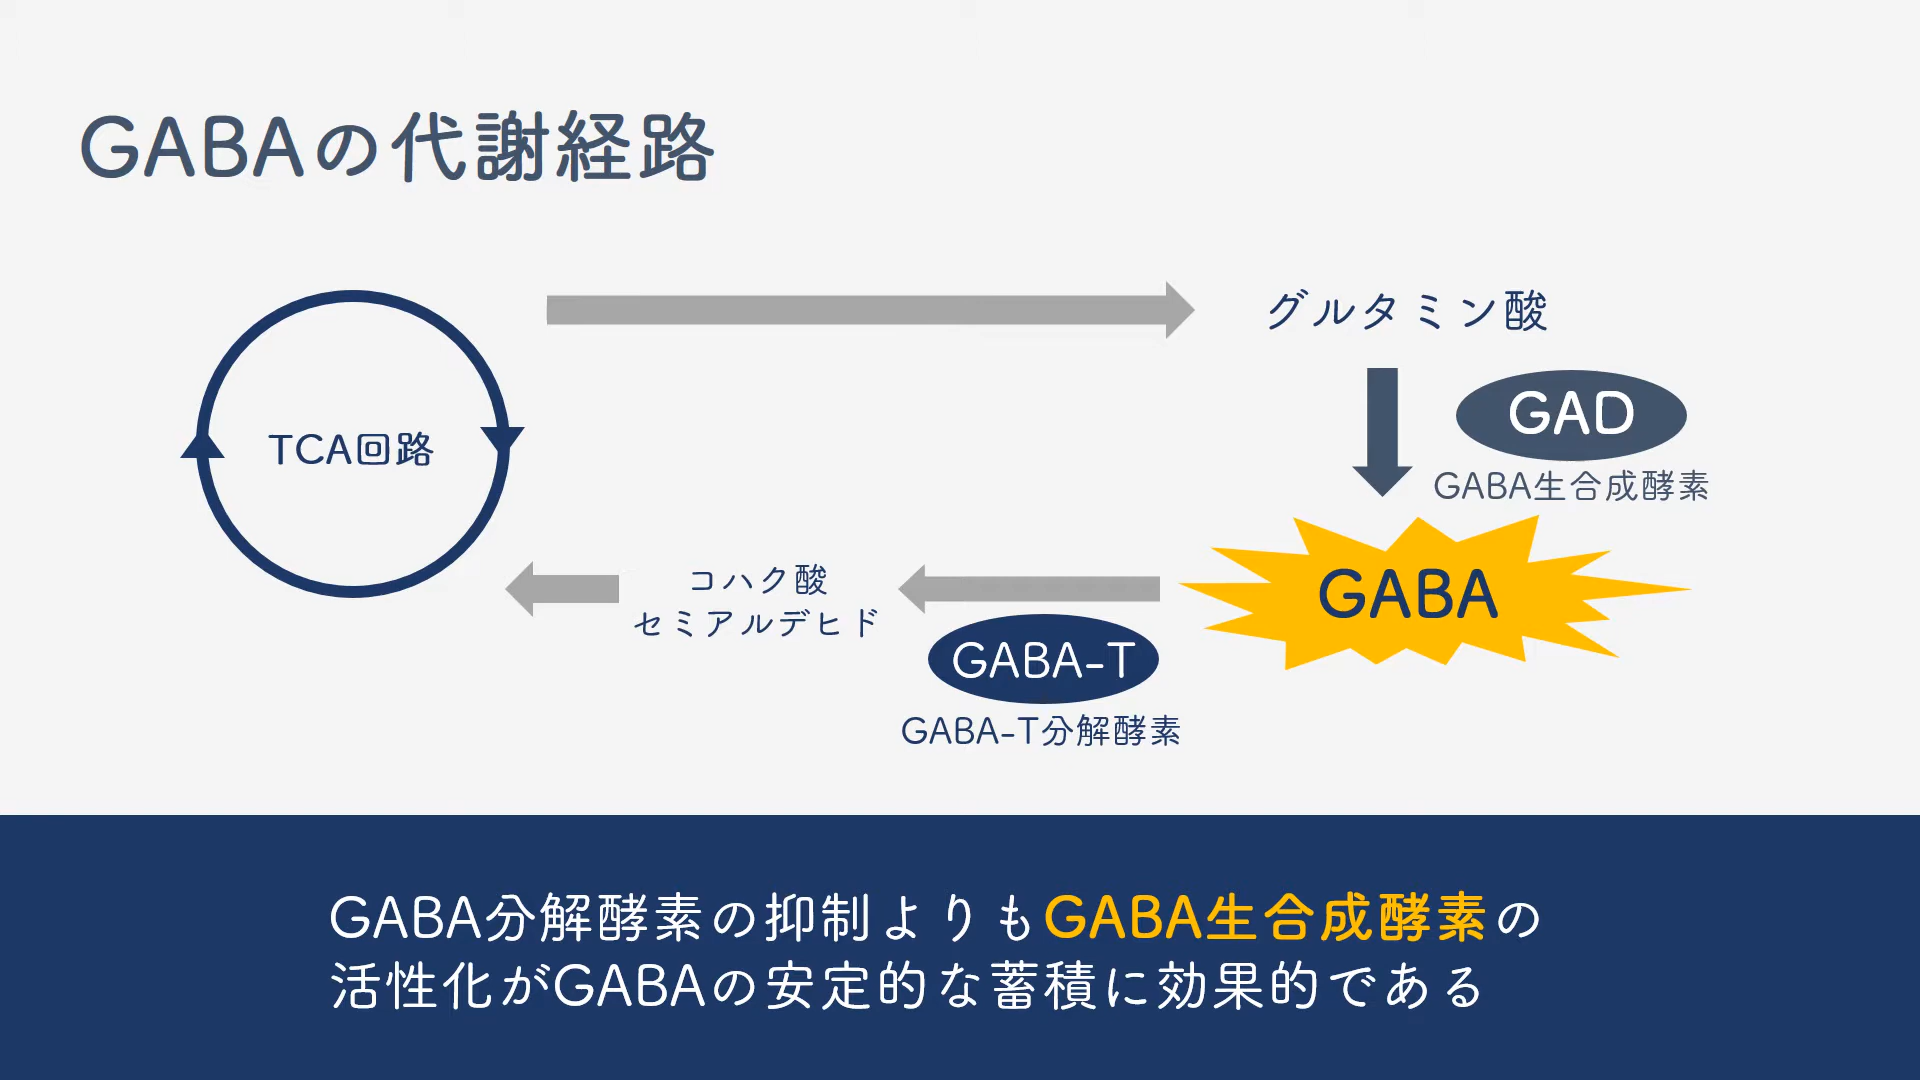 GABAの代謝経路
グルタミン酸
GAD
GABA生合成酵素
TCA回路
GABA
コハク酸
セミアルデヒド
GABA-T
GABA-T分解酵素
GABA分解酵素の抑制よりもGABA生合成酵素の
活性化がGABAの安定的な蓄積に効果的である